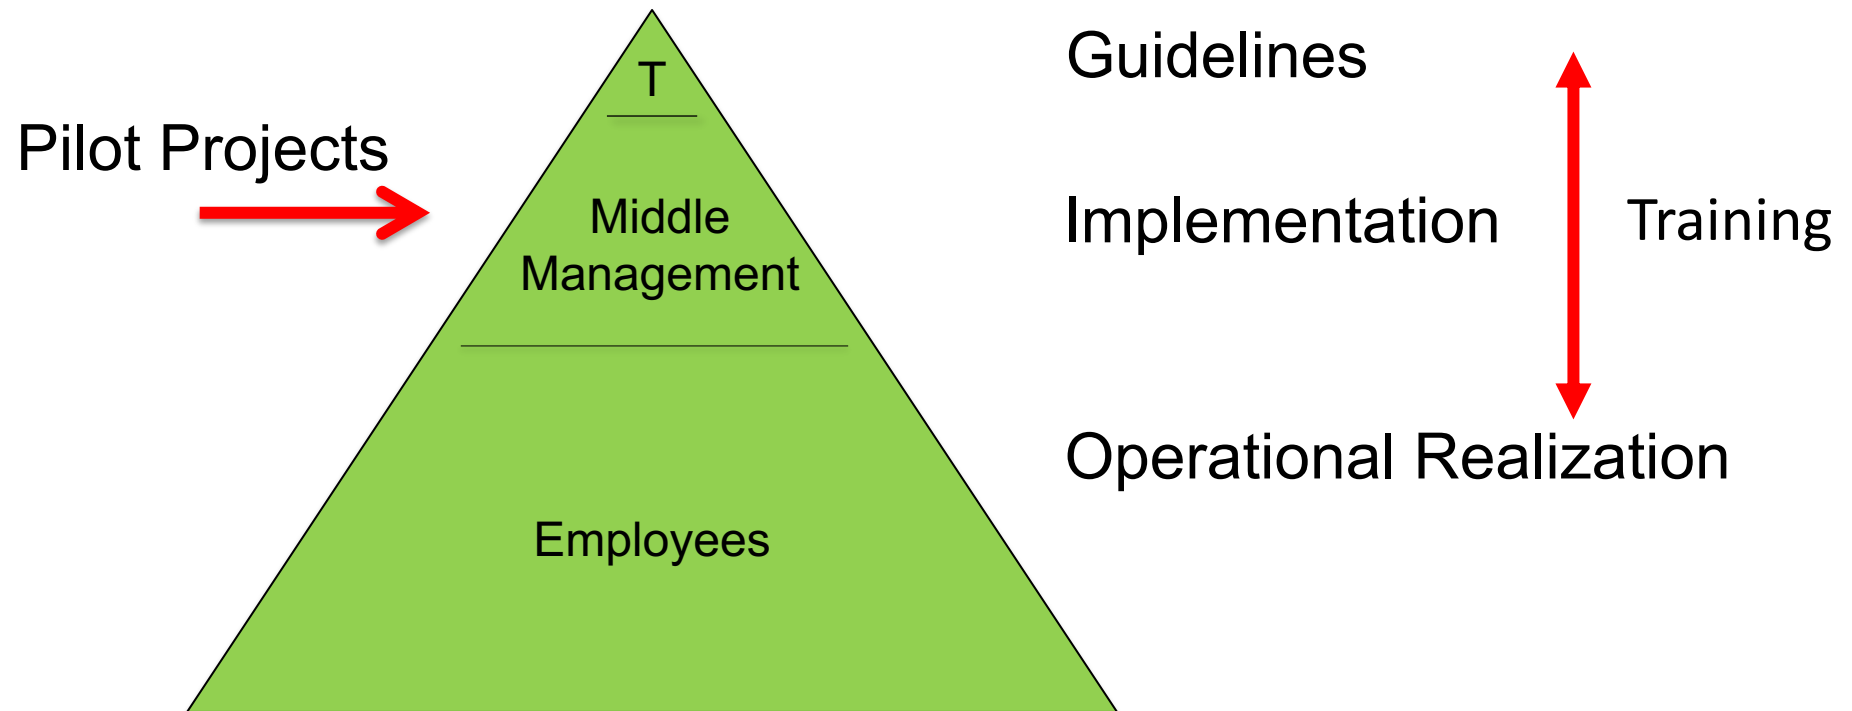 T
Guidelines
Pilot Projects
Middle
Management
Implementation
Training
Operational Realization
Employees